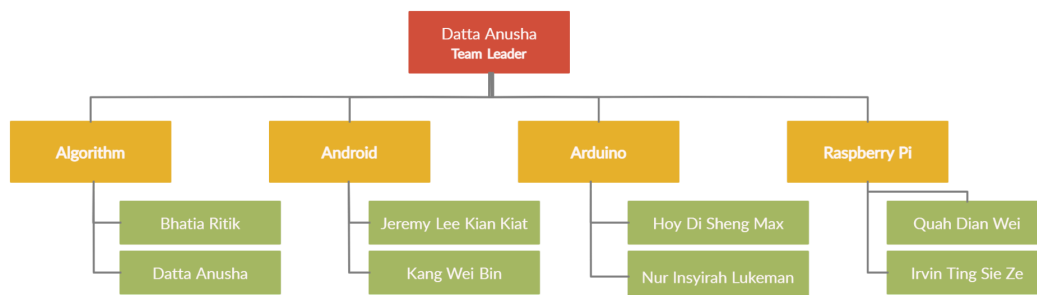 Datta Anusha
Team Leader
Algorithm
Android
Arduino
Raspberry Pi
Bhatia Ritik
Jeremy Lee Kian Kiat
Hoy Di Sheng Max
Quah Dian Wei
Datta Anusha
Kang Wei Bin
Nur Insyirah Lukeman
Irvin Ting Sie Ze